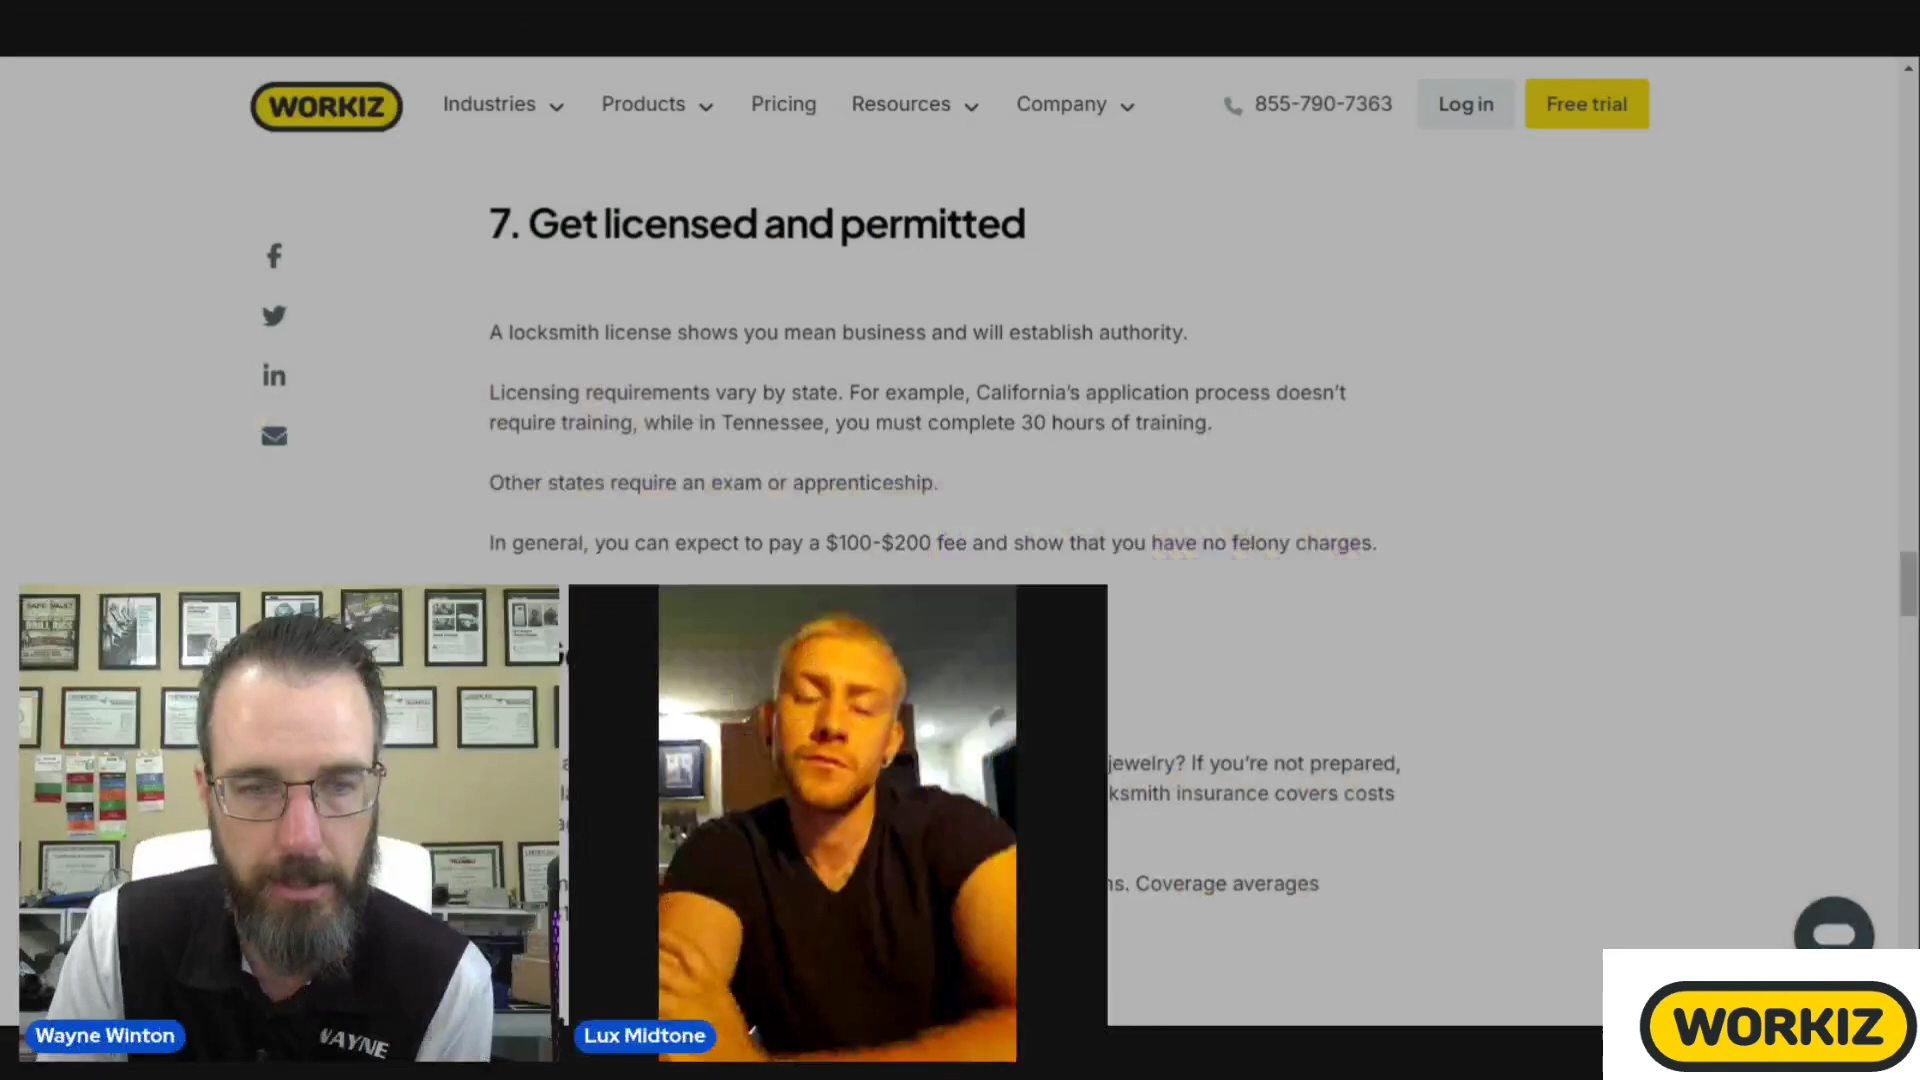 WORKIZ
Industries
Products
Pricing
Resources
Company
855-790-7363
Log in
Free trial
7. Get licensed and permitted
A locksmith license shows you mean business and will establish authority.
Licensing requirements vary by state. For example, California’s application process doesn’t
require training, while in Tennessee, you must complete 30 hours of training.
Other states require an exam or apprenticeship.
In general, you can expect to pay a $100-$200 fee and show that you have no felony charges.
jewelry? If you’re not prepared,
ksmith insurance covers costs
ns. Coverage averages
WAYNE
Wayne Winton
Lux Midtone
WORKIZ